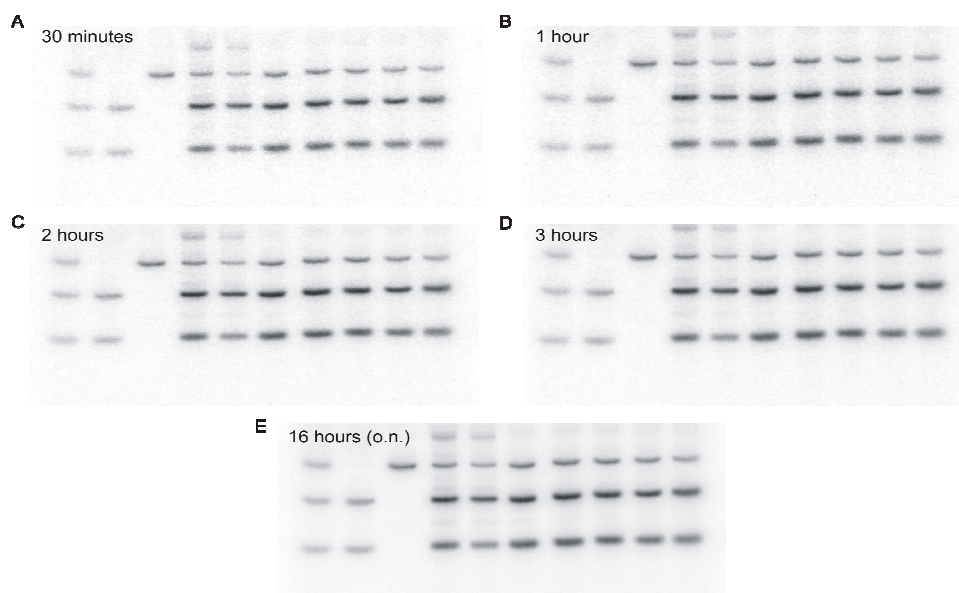 A
30 minutes
B
1 hour
C
2 hours
D
3 hours
E
16 hours (o.n.)